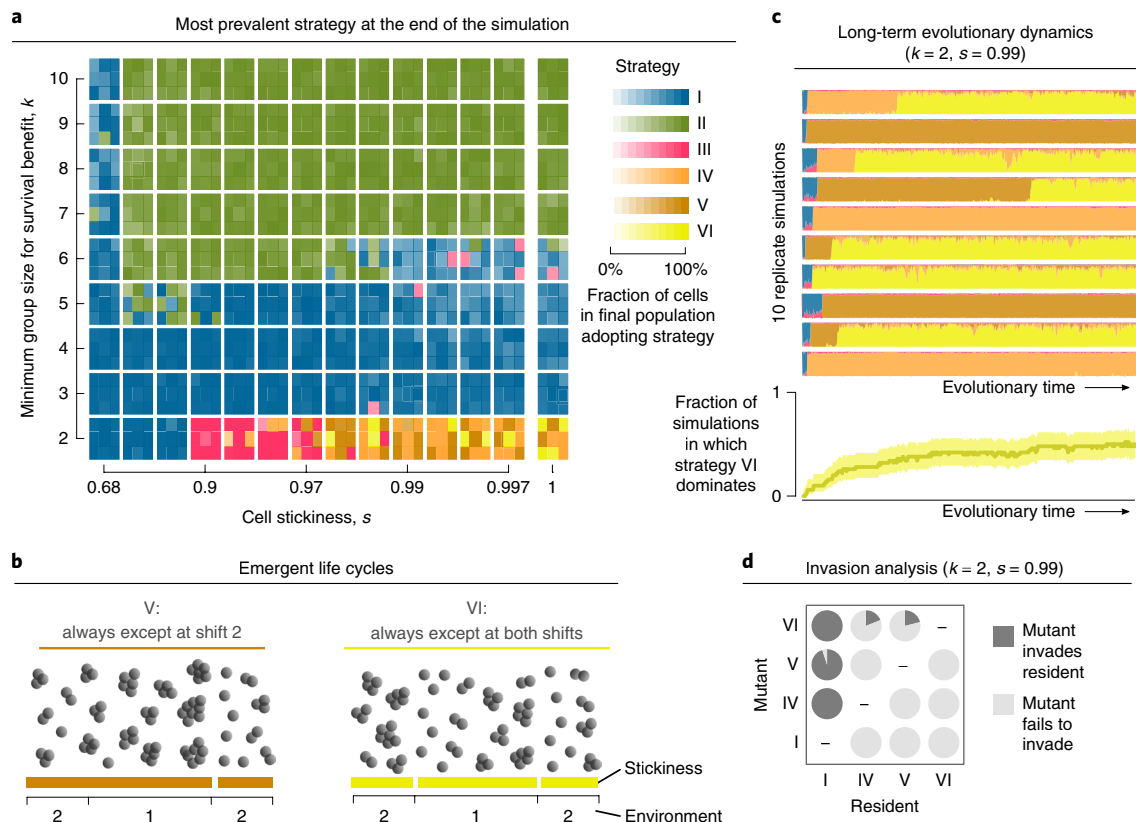 a
Most prevalent strategy at the end of the simulation
Minimum group size for survival benefit, k
10
9
8
7
6
5
4
3
2
0.68
0.9
0.97
0.99
0.997
1
Cell stickiness, s
Strategy
I
II
III
IV
V
VI
0%
100%
Fraction of cells
in final population
adopting strategy
c
Long-term evolutionary dynamics
(k = 2, s = 0.99)
10 replicate simulations
Evolutionary time
Fraction of
simulations
in which
strategy VI
dominates
1
0
Evolutionary time
b
Emergent life cycles
V:
always except at shift 2
VI:
always except at both shifts
Stickiness
2
1
2
2
1
2
Environment
d
Invasion analysis (k = 2, s = 0.99)
Mutant
VI
–
V
–
IV
–
I
–
I
IV
V
VI
Resident
Mutant
invades
resident
Mutant
fails to
invade